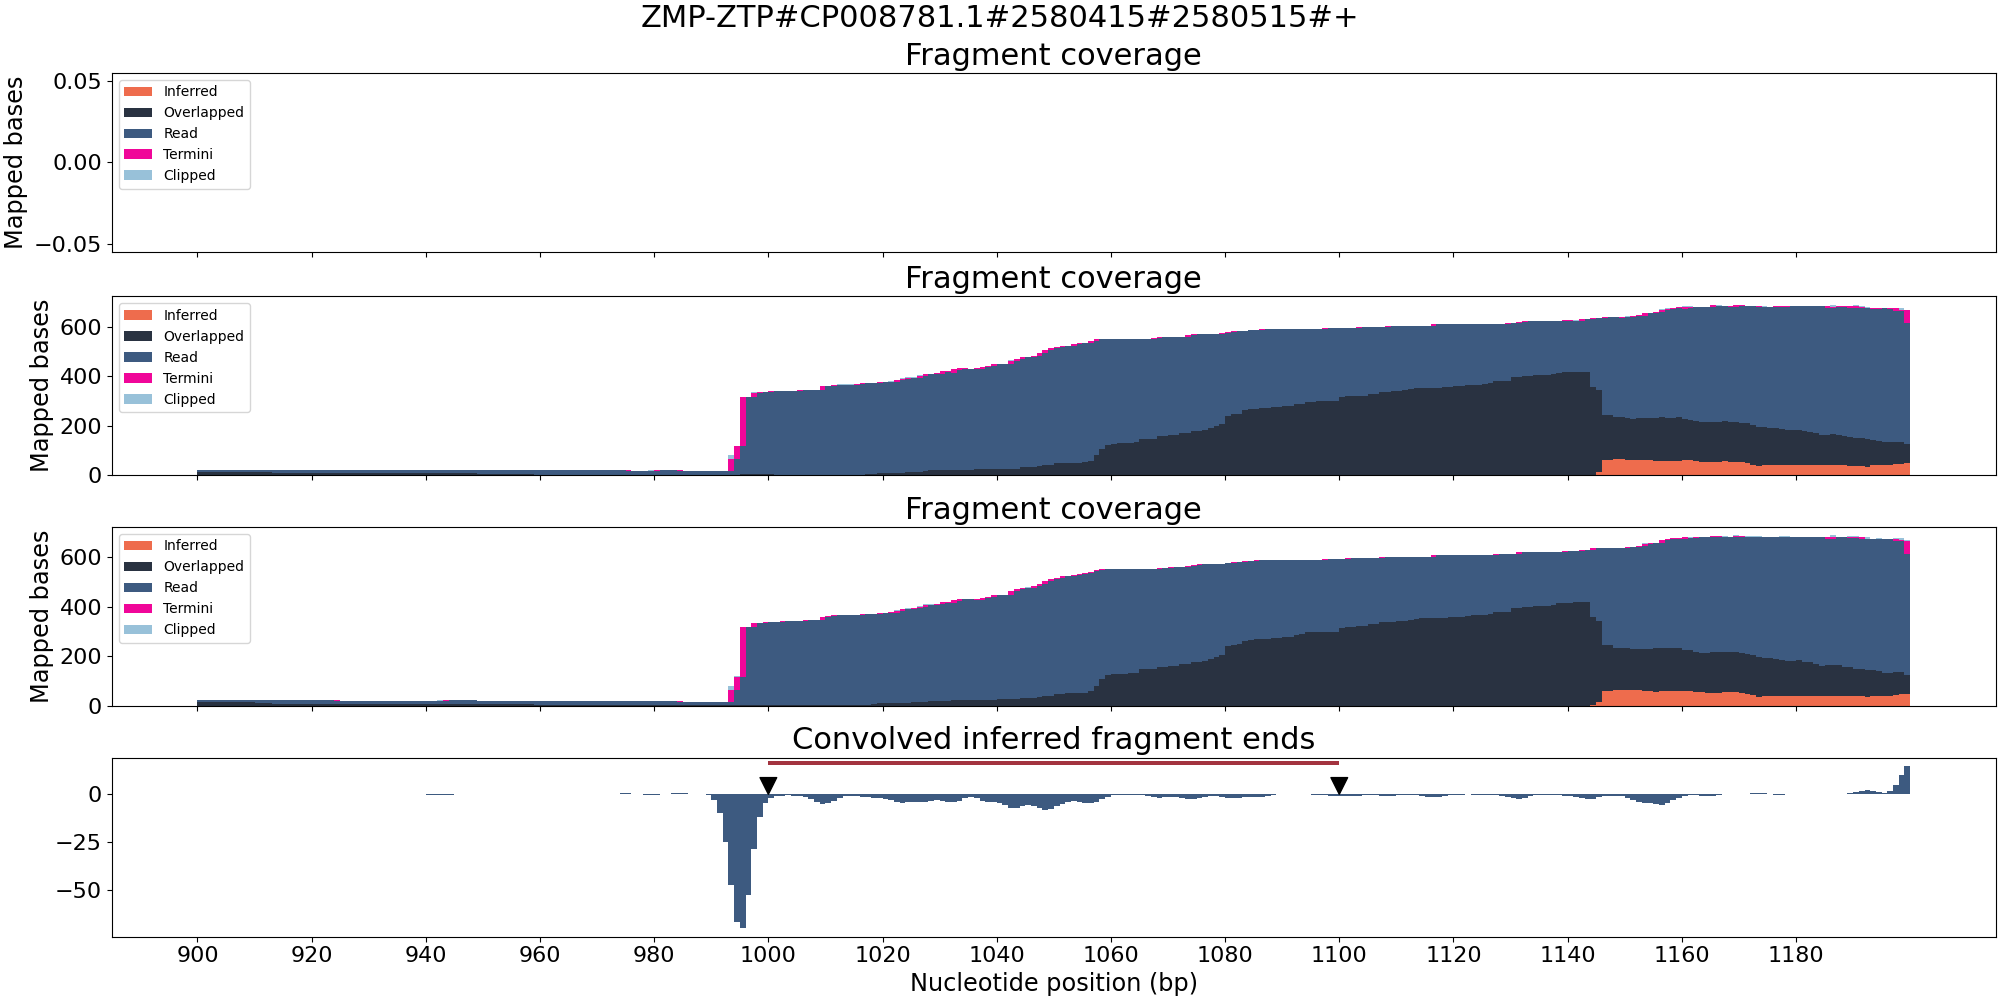 ZMP-ZTP#CP008781.1#2580415#2580515#+
Fragment coverage
Mapped bases
0.05
0.00
−0.05
Inferred
Overlapped
Read
Termini
Clipped
Fragment coverage
Mapped bases
600
400
200
0
Inferred
Overlapped
Read
Termini
Clipped
Fragment coverage
Mapped bases
600
400
200
0
Inferred
Overlapped
Read
Termini
Clipped
Convolved inferred fragment ends
0
−25
−50
900 920 940 960 980 1000 1020 1040 1060 1080 1100 1120 1140 1160 1180
Nucleotide position (bp)